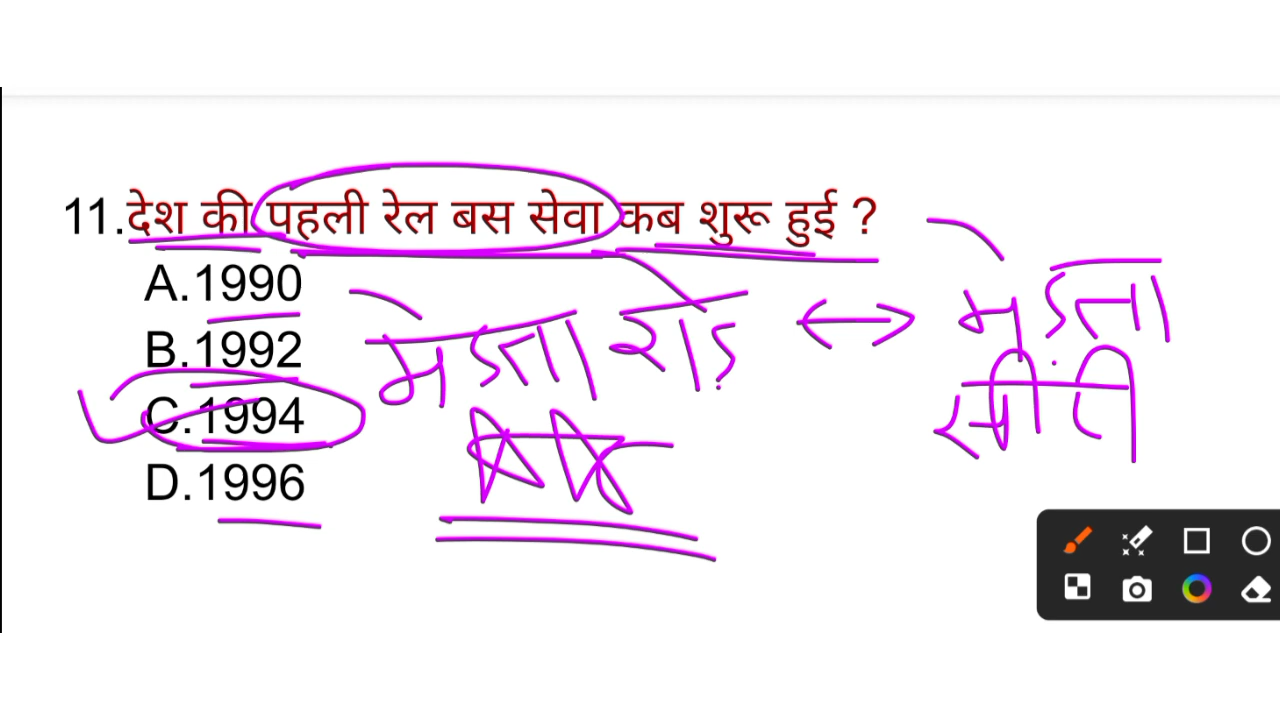 11.देश की पहली रेल बस सेवा कब शुरू हुई ?
A.1990
B.1992
C.1994
D.1996
मेड़ता रोड़
मेड़ता
सीटी